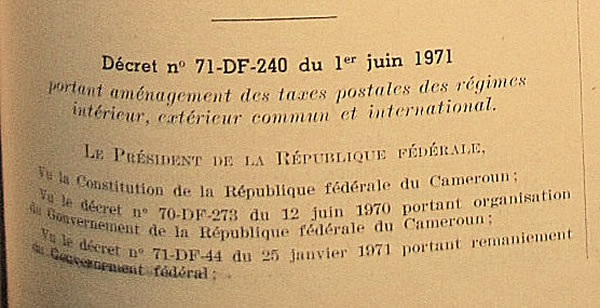 Décret nº 71-DF-240 du 1er juin 1971
portant aménagement des taxes postales des régimes
intérieur, extérieur commun et international.
LE PRÉSIDENT DE LA RÉPUBLIQUE FÉDÉRALE,
Vu la Constitution de la République fédérale du Cameroun;
Vu le décret nº 70-DF-273 du 12 juin 1970 portant organisation
du Gouvernement de la République fédérale du Cameroun;
Vu le décret nº 71-DF-44 du 25 janvier 1971 portant remaniement
du Gouvernement fédéral;